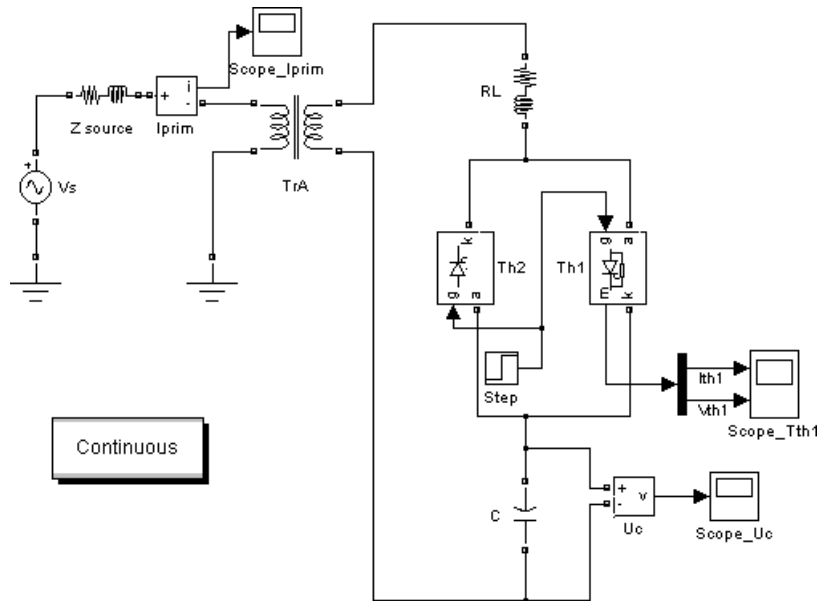 Scope_Iprim
RL
i
+
-
Z source
Iprim
+
Vs
TrA
k
g a
Th2
g a
m k
Th1
Step
Ith1
Vth1
Scope_Tth1
Continuous
C
+
-
v
Uc
Scope_Uc